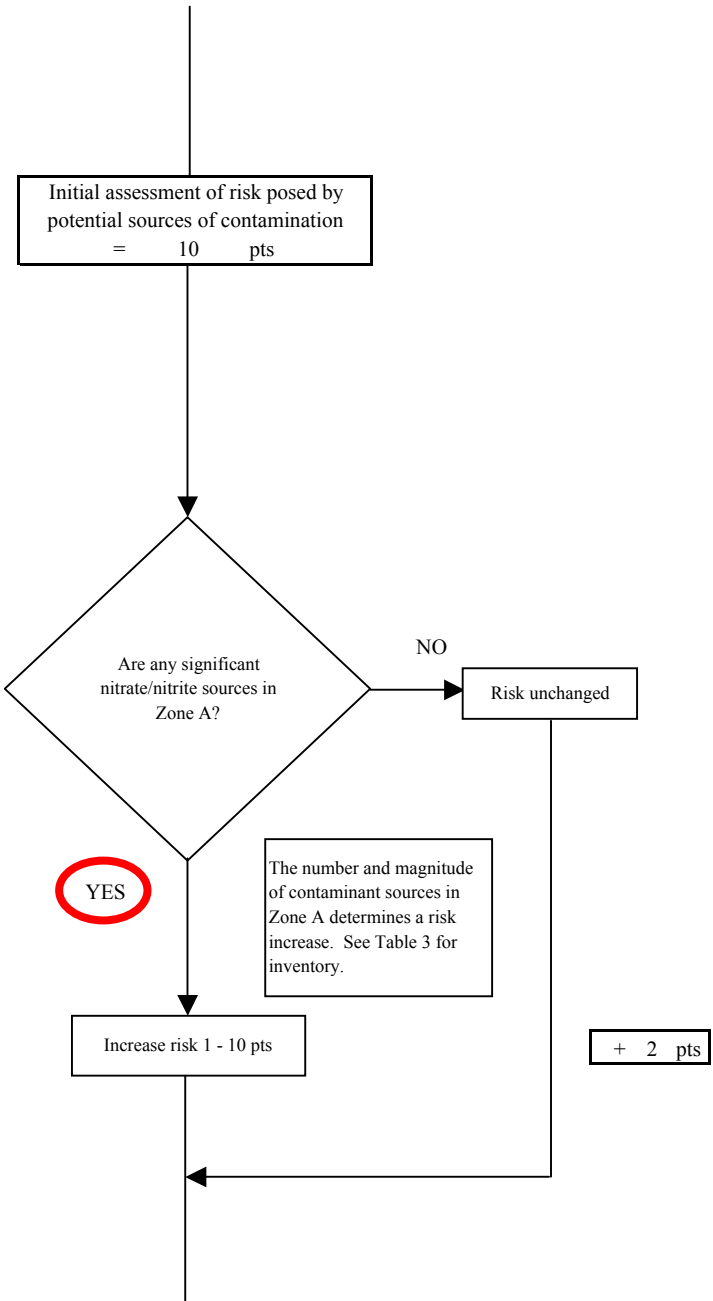 Initial assessment of risk posed by
potential sources of contamination
= 10 pts
Are any significant
nitrate/nitrite sources in
Zone A?
NO
Risk unchanged
YES
The number and magnitude
of contaminant sources in
Zone A determines a risk
increase. See Table 3 for
inventory.
Increase risk 1 - 10 pts
+ 2 pts